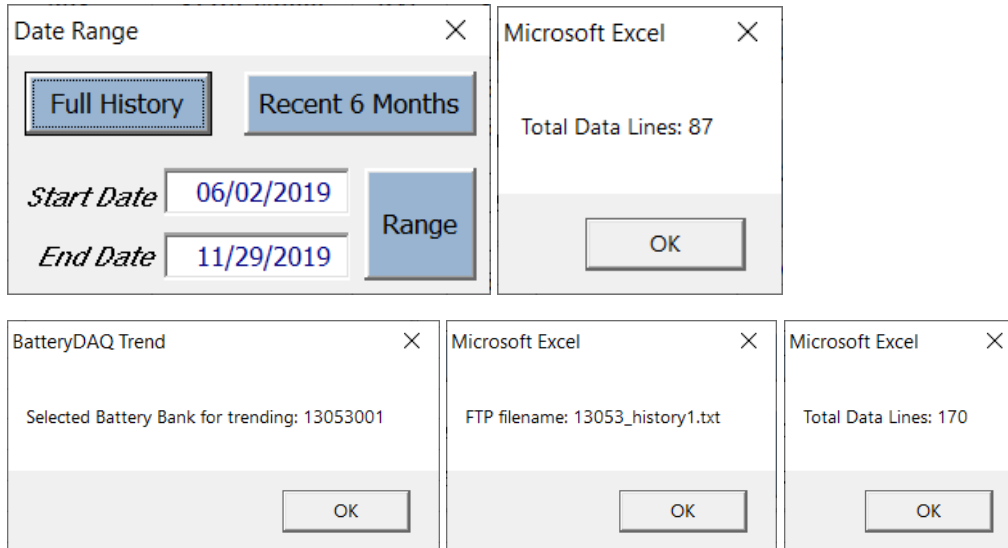 Date Range
Full History
Recent 6 Months
Start Date 06/02/2019
Range
End Date 11/29/2019
Microsoft Excel
Total Data Lines: 87
OK
BatteryDAQ Trend
Selected Battery Bank for trending: 13053001
OK
Microsoft Excel
FTP filename: 13053_history1.txt
OK
Microsoft Excel
Total Data Lines: 170
OK